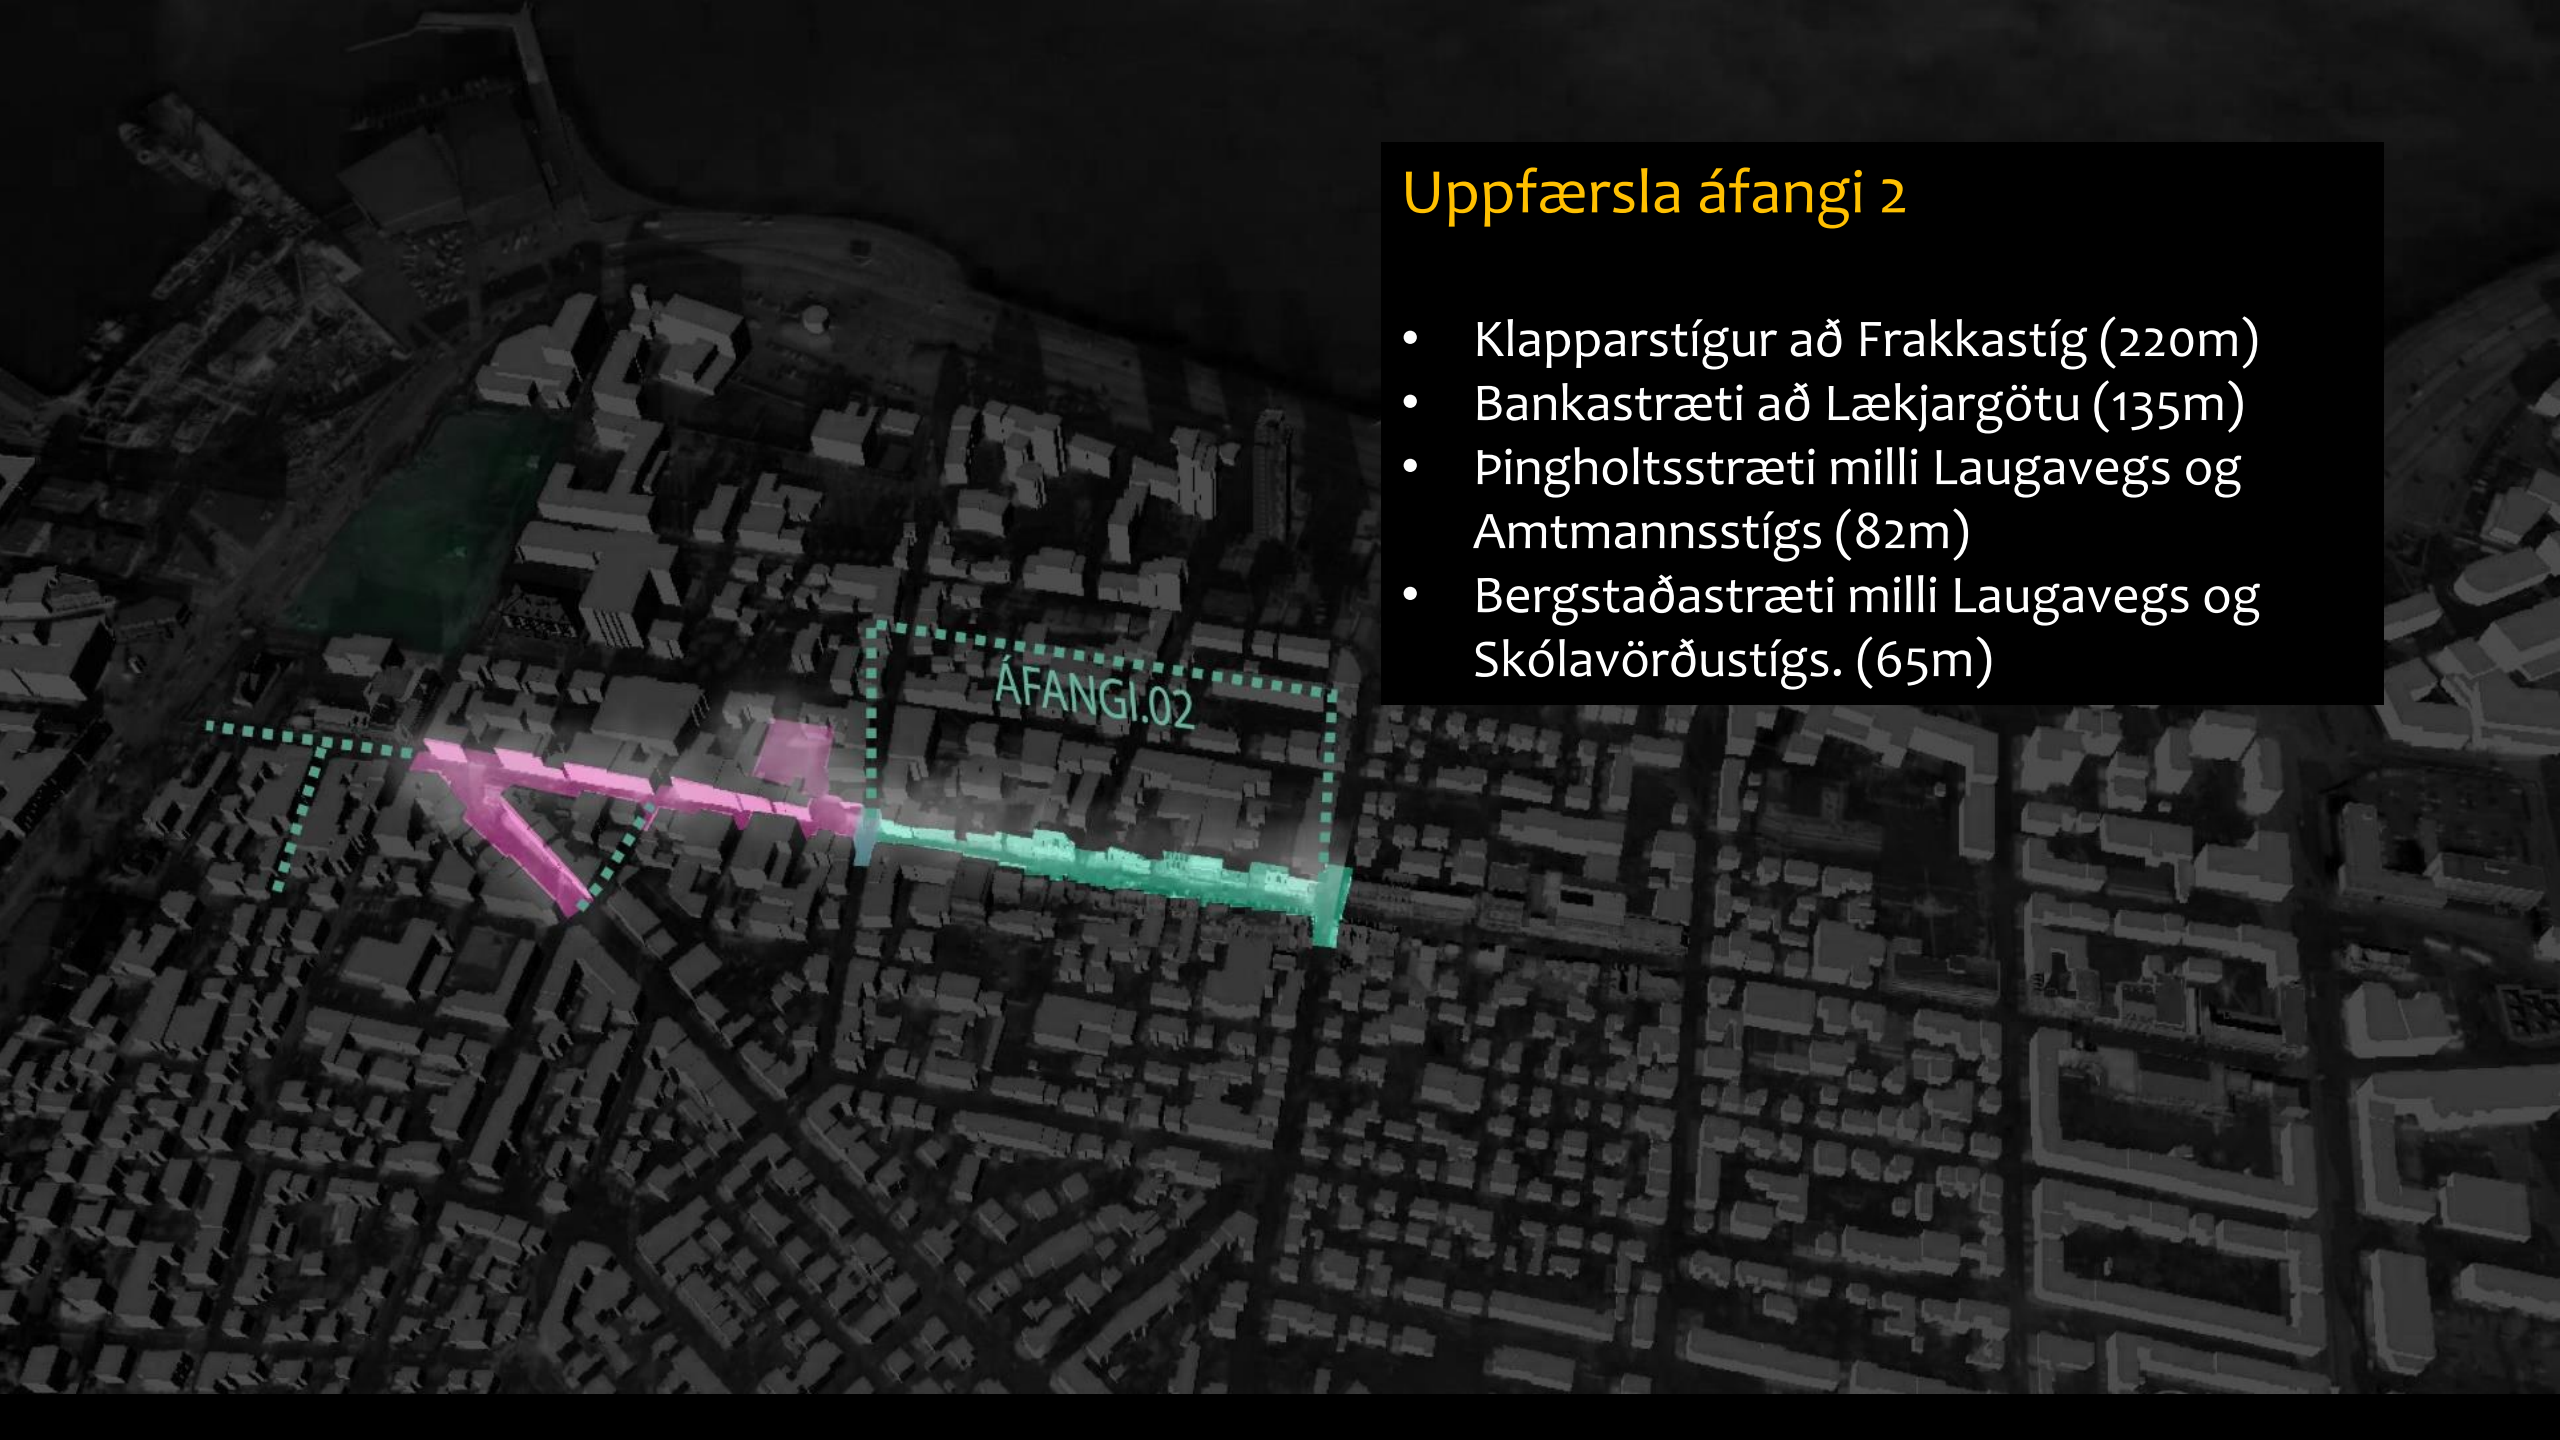 Uppfærsla áfangi 2
• Klapparstígur að Frakkastíg (220m)
• Bankastræti að Lækjargötu (135m)
• Þingholtsstræti milli Laugavegs og
Amtmannsstígs (82m)
• Bergstaðastræti milli Laugavegs og
Skólavörðustígs. (65m)
ÁFANGI.02